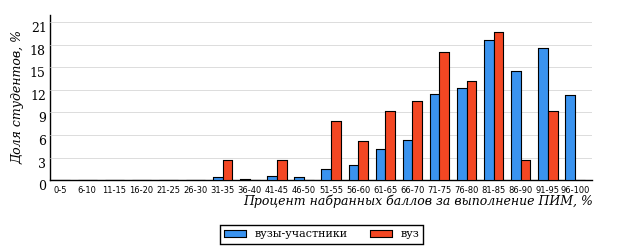 Доля студентов, %
21
18
15
12
9
6
3
0
0-5 6-10 11-15 16-20 21-25 26-30 31-35 36-40 41-45 46-50 51-55 56-60 61-65 66-70 71-75 76-80 81-85 86-90 91-95 96-100
Процент набранных баллов за выполнение ПИМ, %
вузы-участники вуз